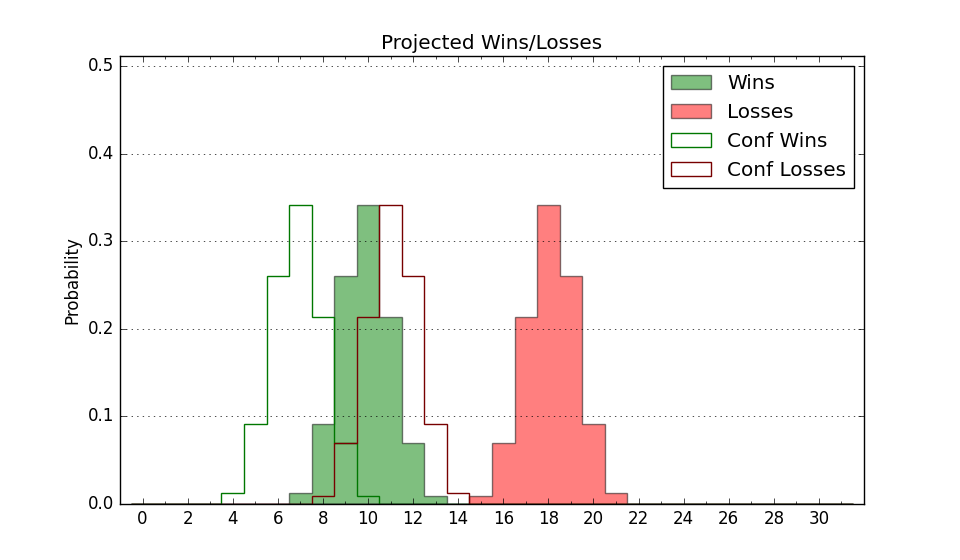 Projected Wins/Losses
0.5
0.4
0.3
0.2
0.1
0.0
Probability
Wins
Losses
Conf Wins
Conf Losses
0 2 4 6 8 10 12 14 16 18 20 22 24 26 28 30